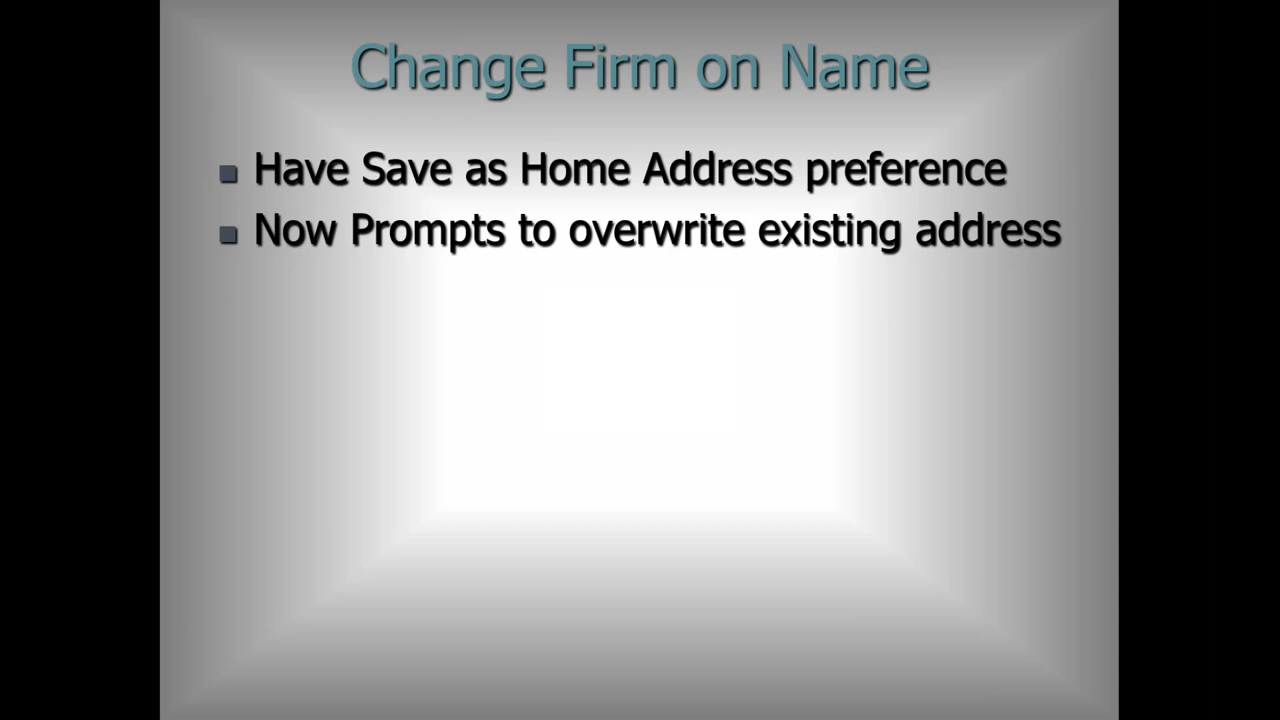 Change Firm on Name
Have Save as Home Address preference
Now Prompts to overwrite existing address